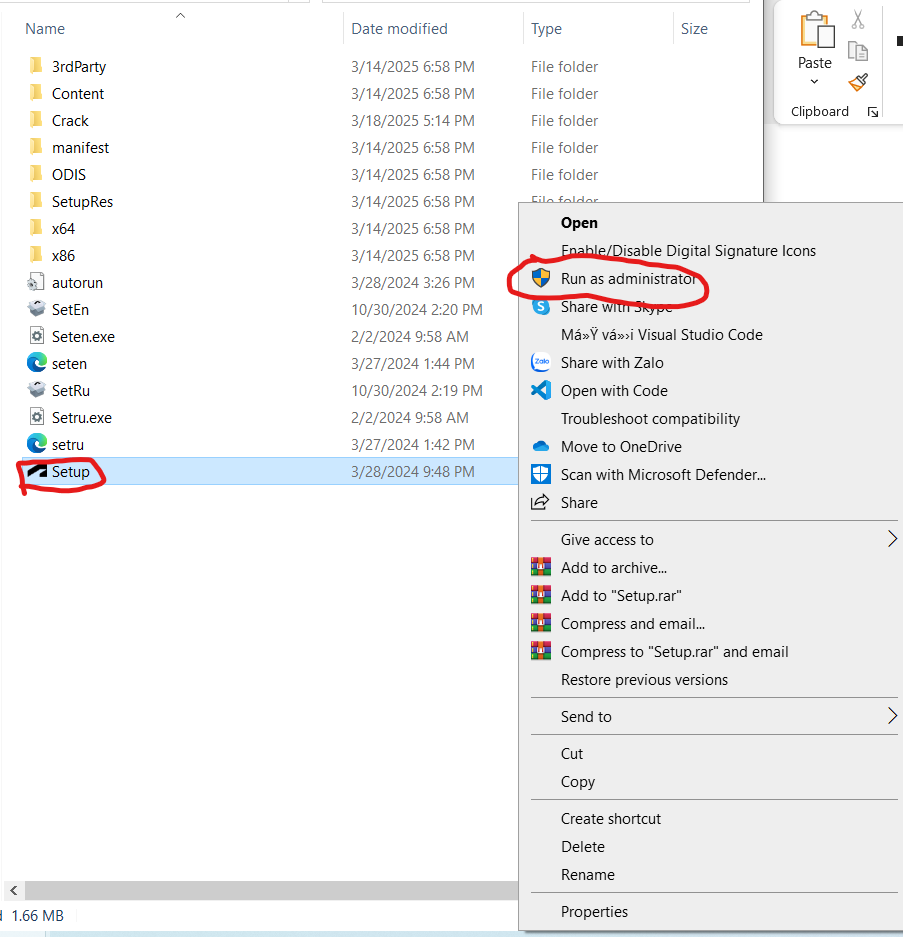 Name Date modified Type Size
3rdParty 3/14/2025 6:58 PM File folder
Content 3/14/2025 6:58 PM File folder
Crack 3/18/2025 5:14 PM File folder
manifest 3/14/2025 6:58 PM File folder
ODIS 3/14/2025 6:58 PM File folder
SetupRes 3/14/2025 6:58 PM File folder
x64 3/14/2025 6:58 PM
x86 3/14/2025 6:58 PM
autorun 3/28/2024 3:26 PM
SetEn 10/30/2024 2:20 PM
Seten.exe 2/2/2024 9:58 AM
seten 3/27/2024 1:44 PM
SetRu 10/30/2024 2:19 PM
Setru.exe 2/2/2024 9:58 AM
setru 3/27/2024 1:42 PM
Setup 3/28/2024 9:48 PM
1.66 MB
Paste
Clipboard
Open
Enable/Disable Digital Signature Icons
Run as administrator
Share with Skype
Má»Ÿ vá»›i Visual Studio Code
Zalo
Share with Zalo
Open with Code
Troubleshoot compatibility
Move to OneDrive
Scan with Microsoft Defender...
Share
Give access to
Add to archive...
Add to "Setup.rar"
Compress and email...
Compress to "Setup.rar" and email
Restore previous versions
Send to
Cut
Copy
Create shortcut
Delete
Rename
Properties